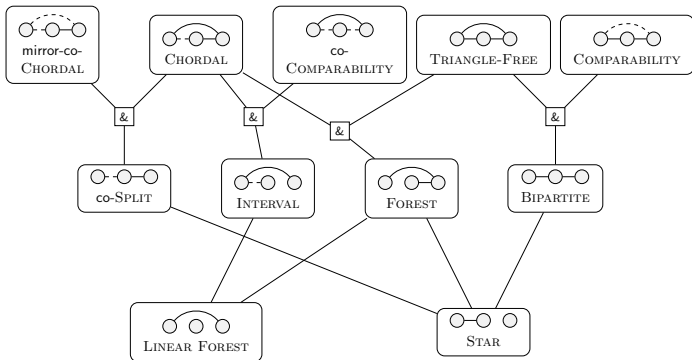 mirror-co-
CHORDAL
CHORDAL
co-
COMPARABILITY
TRIANGLE-FREE
COMPARABILITY
&
&
&
&
co-SPLIT
INTERVAL
FOREST
BIPARTITE
LINEAR FOREST
STAR